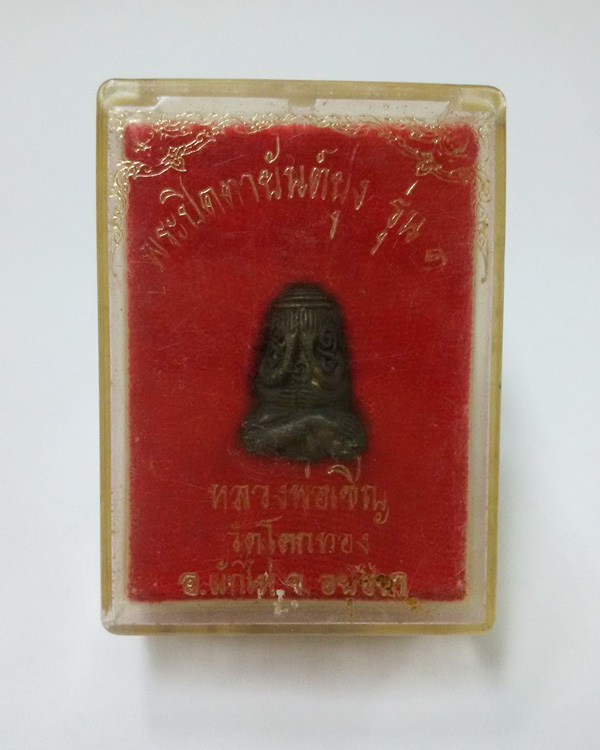 พระปิดตายันต์ยุ่ง รุ่น ๑
หลวงพ่อเชิญ
วัดโคกทอง
อ.ผักไห่ จ. อยุธยา